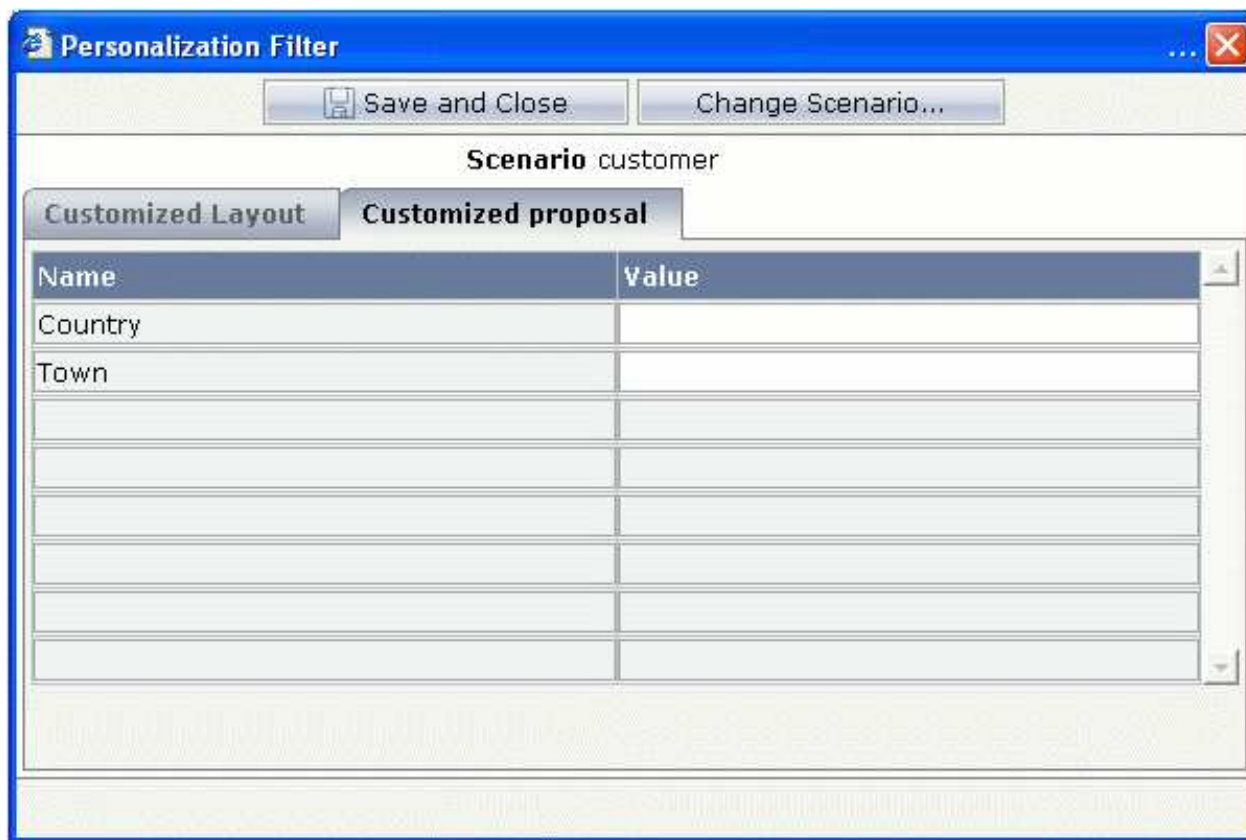 Personalization Filter ...
Save and Close Change Scenario...
Scenario customer
Customized Layout Customized proposal
Name Value
Country
Town